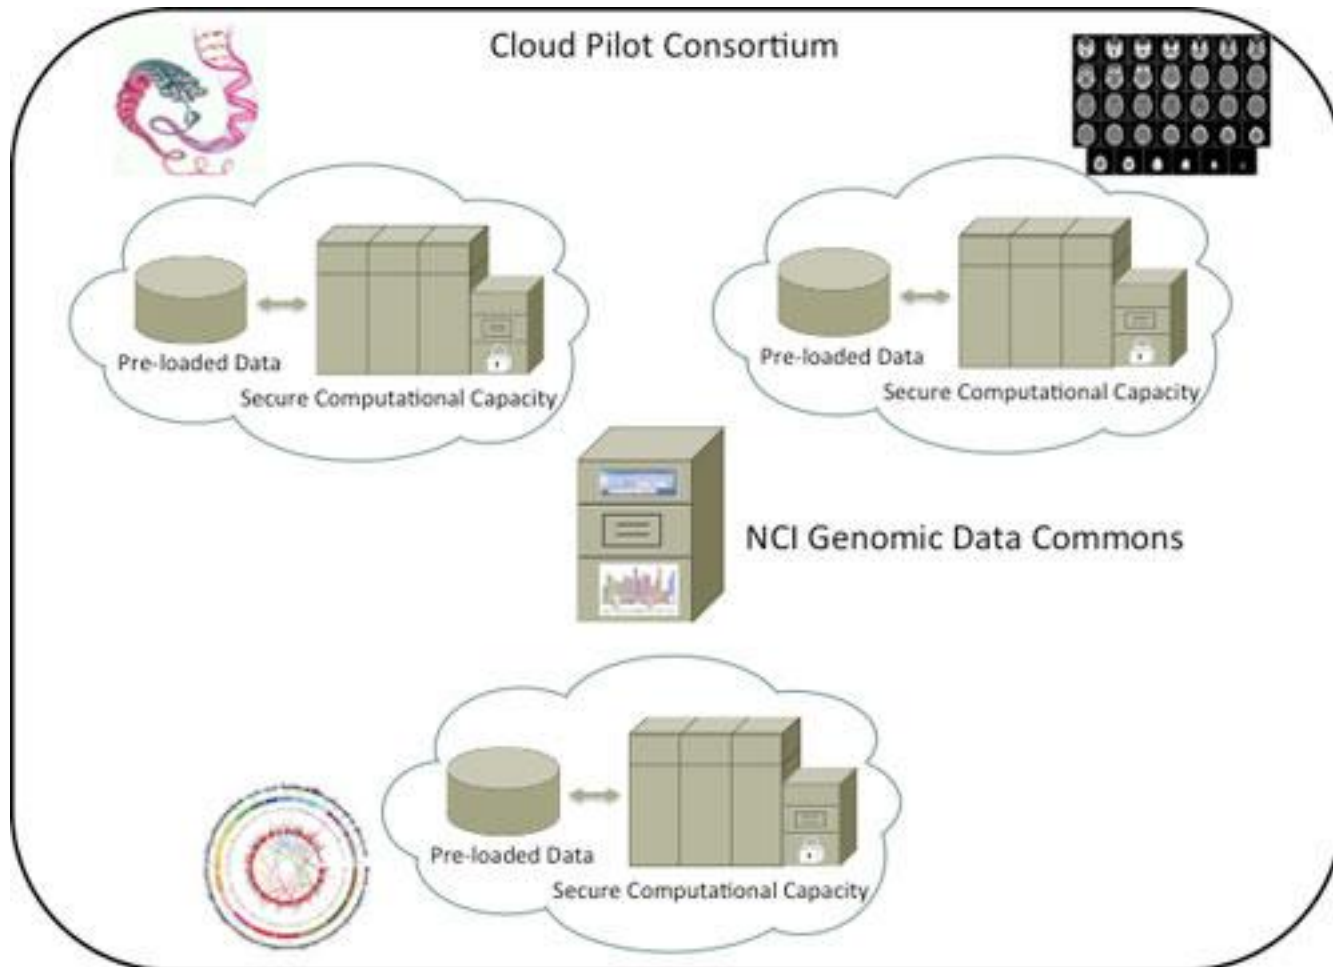 Cloud Pilot Consortium
Pre-loaded Data
Secure Computational Capacity
Pre-loaded Data
Secure Computational Capacity
NCI Genomic Data Commons
Pre-loaded Data
Secure Computational Capacity